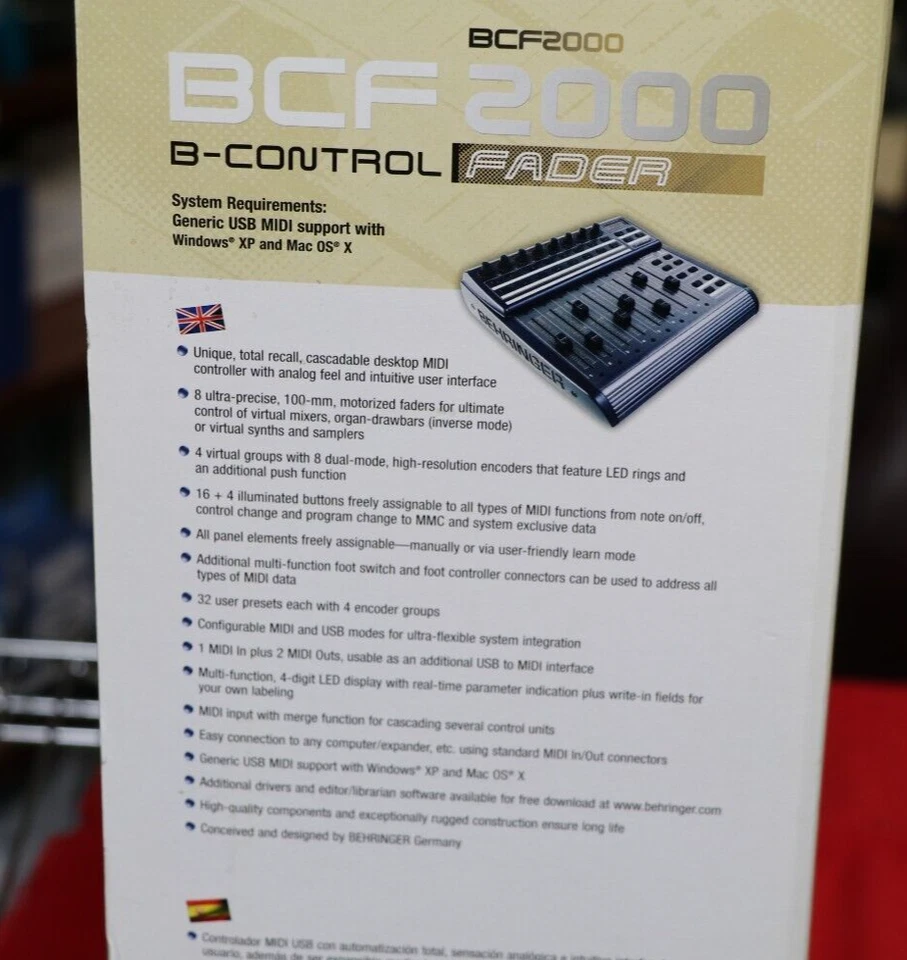 BCF2000
BCF 2000
B-CONTROL FADER
System Requirements:
Generic USB MIDI support with
Windows® XP and Mac OS® X
BEHRINGER
Unique, total recall, cascadable desktop MIDI
controller with analog feel and intuitive user interface
8 ultra-precise, 100-mm, motorized faders for ultimate
control of virtual mixers, organ-drawbars (inverse mode)
or virtual synths and samplers
4 virtual groups with 8 dual-mode, high-resolution encoders that feature LED rings and
an additional push function
16 + 4 illuminated buttons freely assignable to all types of MIDI functions from note on/off,
control change and program change to MMC and system exclusive data
All panel elements freely assignable—manually or via user-friendly learn mode
Additional multi-function foot switch and foot controller connectors can be used to address all
types of MIDI data
32 user presets each with 4 encoder groups
Configurable MIDI and USB modes for ultra-flexible system integration
1 MIDI In plus 2 MIDI Outs, usable as an additional USB to MIDI interface
Multi-function, 4-digit LED display with real-time parameter indication plus write-in fields for
your own labeling
MIDI input with merge function for cascading several control units
Easy connection to any computer/expander, etc. using standard MIDI In/Out connectors
Generic USB MIDI support with Windows® XP and Mac OS® X
Additional drivers and editor/librarian software available for free download at www.behringer.com
High-quality components and exceptionally rugged construction ensure long life
Conceived and designed by BEHRINGER Germany
Controlador MIDI USB con automatización total, sensación analógica e intuitivo
usuario, además de ser